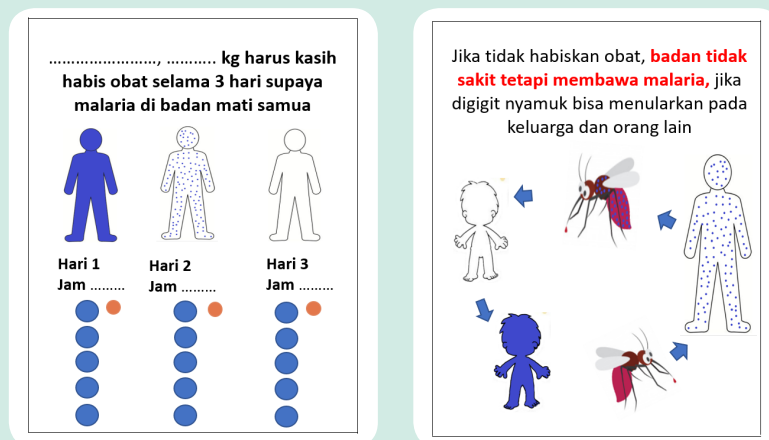 ........................, ........... kg harus kasih
habis obat selama 3 hari supaya
malaria di badan mati samua
Hari 1
Jam .........
Hari 2
Jam .........
Hari 3
Jam .........
Jika tidak habiskan obat, badan tidak
sakit tetapi membawa malaria, jika
digigit nyamuk bisa menularkan pada
keluarga dan orang lain